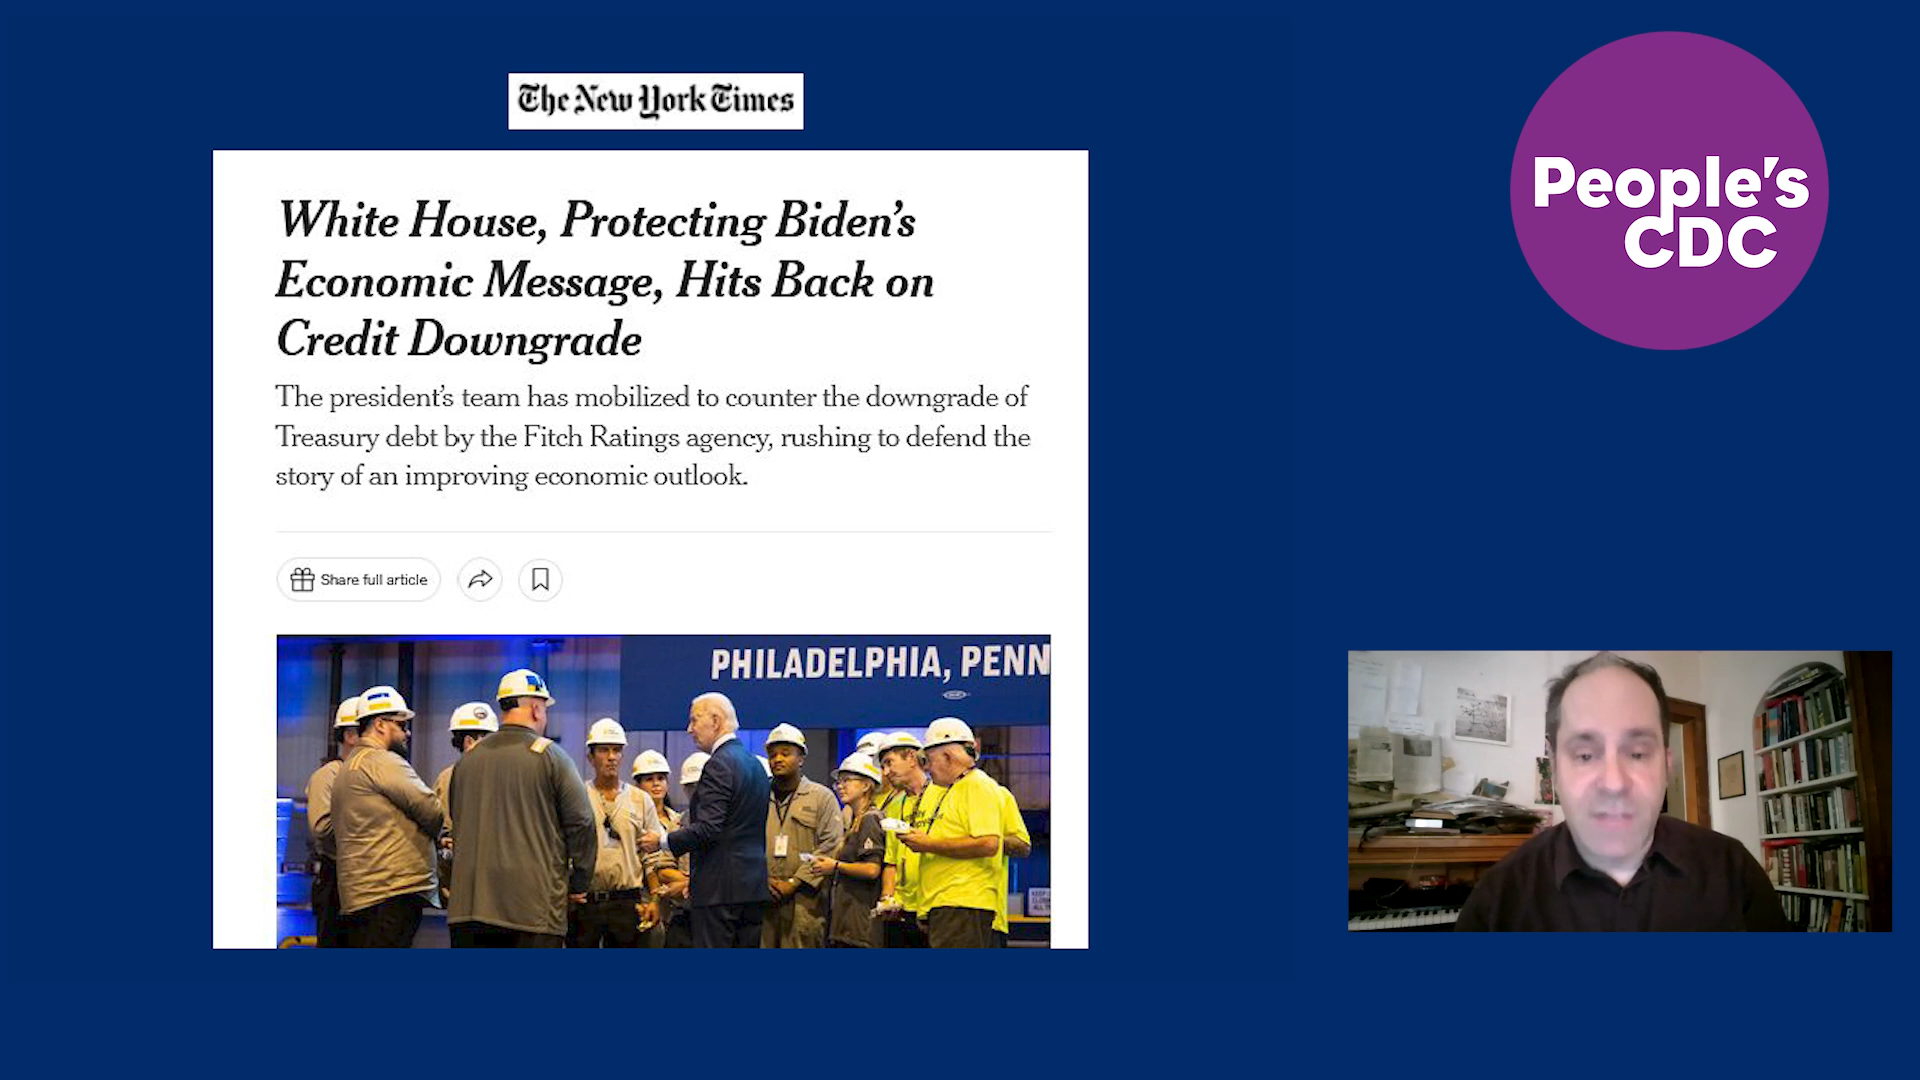 The New York Times
White House, Protecting Biden's
Economic Message, Hits Back on
Credit Downgrade
The president's team has mobilized to counter the downgrade of
Treasury debt by the Fitch Ratings agency, rushing to defend the
story of an improving economic outlook.
Share full article
PHILADELPHIA, PENN
People's
CDC